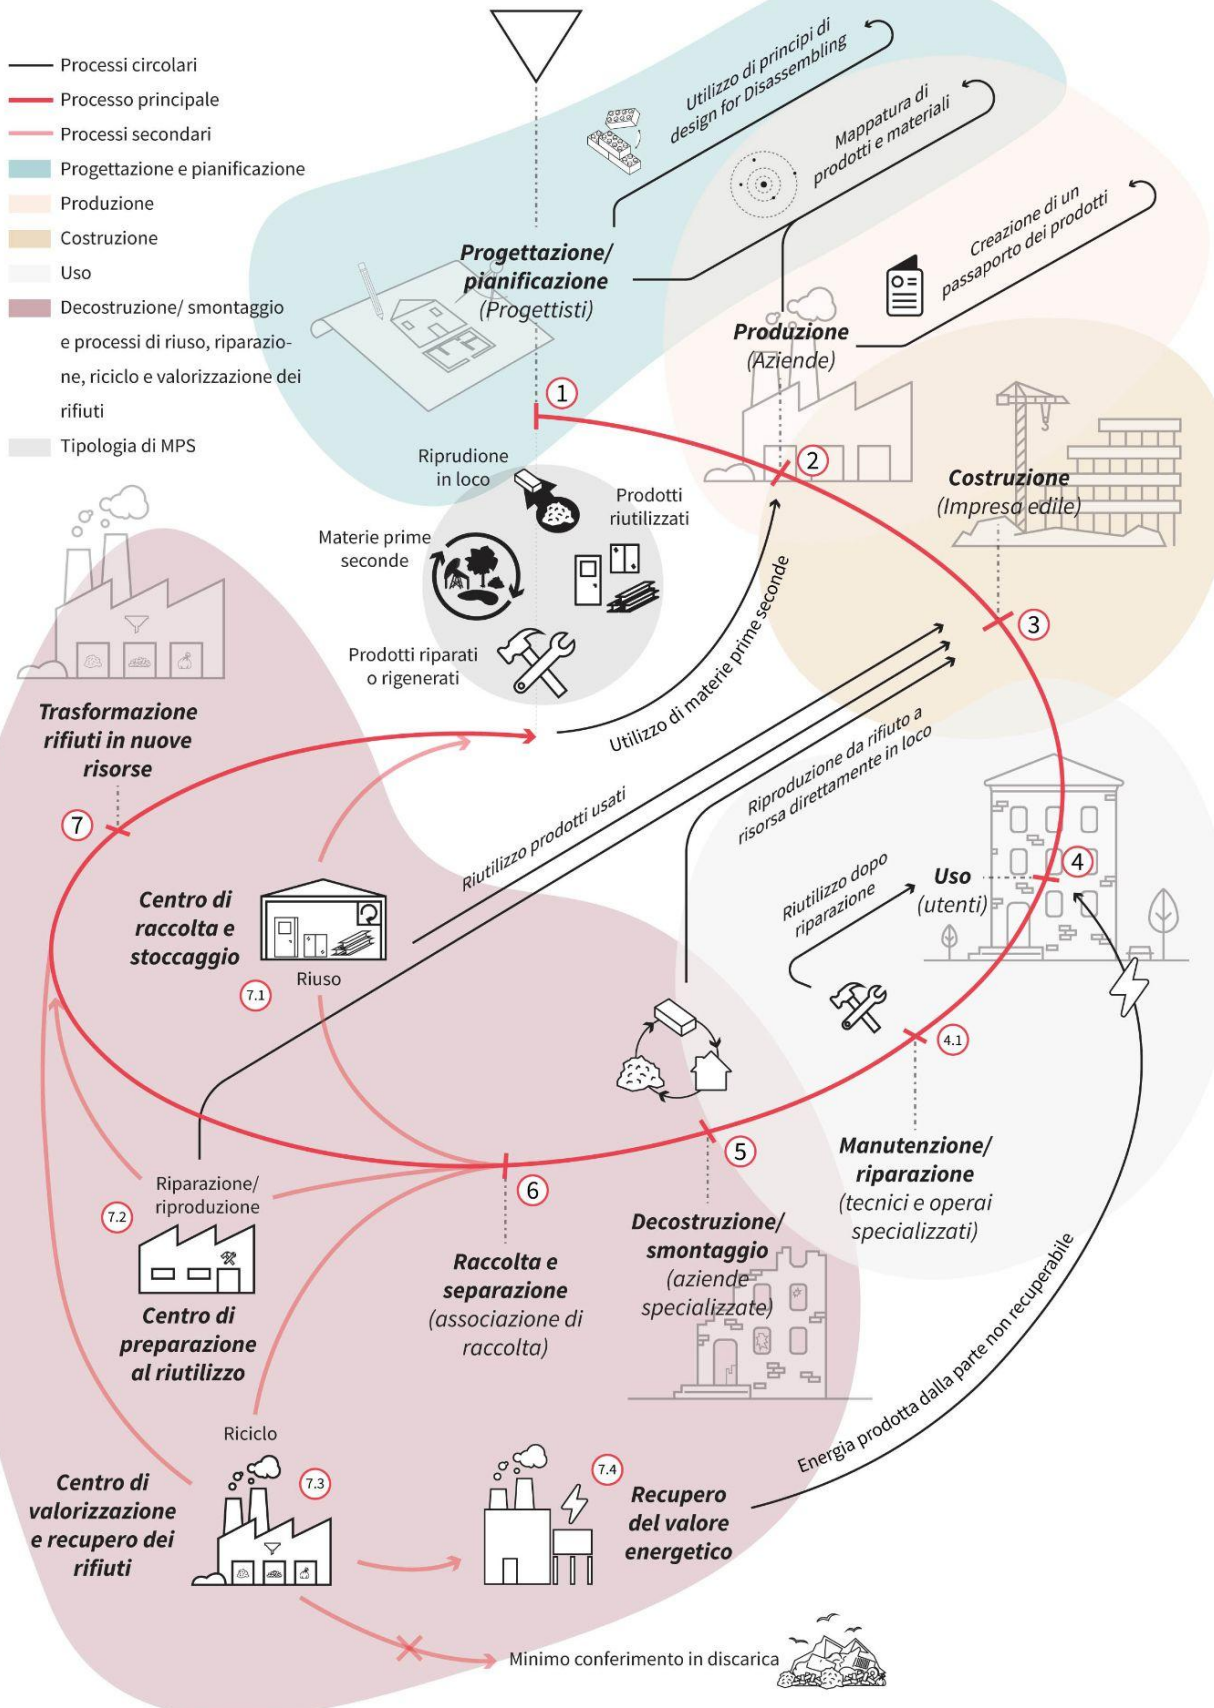 Processi circolari
Processo principale
Processi secondari
Progettazione e pianificazione
Produzione
Costruzione
Uso
Decostruzione/ smontaggio
e processi di riuso, riparazio-
ne, riciclo e valorizzazione dei
rifiuti
Tipologia di MPS
Utilizzo di principi di
design for Disassembling
Mappatura di
prodotti e materiali
Creazione di un
passaporto dei prodotti
Progettazione/
pianificazione
(Progettisti)
Produzione
(Aziende)
1
2
Costruzione
(Impresa edile)
3
Riprudione
in loco
Prodotti
riutilizzati
Materie prime
seconde
Prodotti riparati
o rigenerati
Utilizzo di materie prime seconde
Trasformazione
rifiuti in nuove
risorse
7
Riproduzione da rifiuto a
risorsa direttamente in loco
Riutilizzo prodotti usati
Riutilizzo dopo
riparazione
Uso
(utenti)
4
Centro di
raccolta e
stoccaggio
Riuso
7.1
4.1
Manutenzione/
riparazione
(tecnici e operai
specializzati)
5
Decostruzione/
smontaggio
(aziende
specializzate)
6
Raccolta e
separazione
(associazione di
raccolta)
Riparazione/
riproduzione
7.2
Centro di
preparazione
al riutilizzo
Energia prodotta dalla parte non recuperabile
Riciclo
7.3
Centro di
valorizzazione
e recupero dei
rifiuti
7.4
Recupero
del valore
energetico
Minimo conferimento in discarica